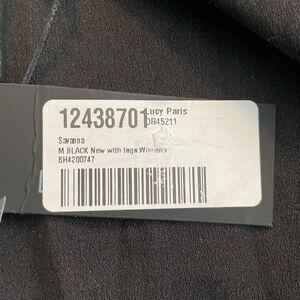 12438701 Lucy Paris
DR45211
Savanna
M BLACK New with tags Womens
BH4200747